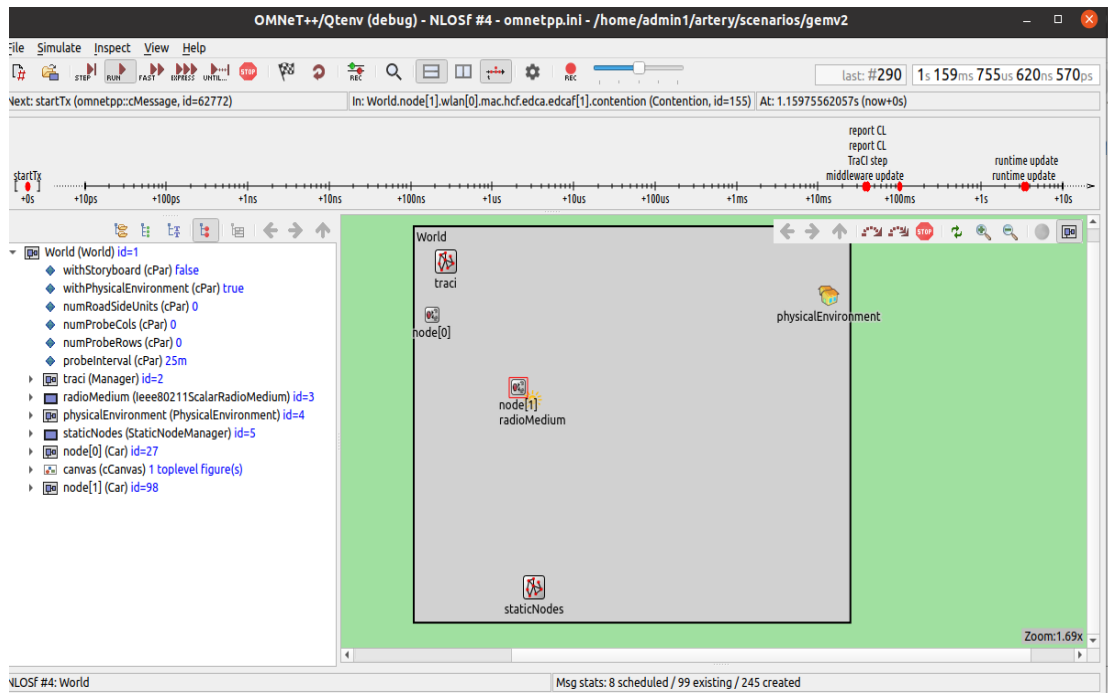 OMNeT++/Qtenv (debug) - NLOSf #4 - omnetpp.ini - /home/admin1/artery/scenarios/gemv2
File Simulate Inspect View Help
STEP RUN FAST EXPRESS UNTIL... STOP REC REC last: #290 1s 159ms 755us 620ns 570ps
Next: startTx (omnetpp::cMessage, id=62772) In: World.node[1].wlan[0].mac.hcf.edca.edcaf[1].contention (Contention, id=155) At: 1.15975562057s (now+0s)
report CL
report CL
TraCI step runtime update
startTx middleware update runtime update
+0s +10ps +100ps +1ns +10ns +100ns +1us +10us +100us +1ms +10ms +100ms +1s +10s
World (World) id=1
withStoryboard (cPar) false
withPhysicalEnvironment (cPar) true
numRoadSideUnits (cPar) 0
numProbeCols (cPar) 0
numProbeRows (cPar) 0
probeInterval (cPar) 25m
traci (Manager) id=2
radioMedium (Ieee80211ScalarRadioMedium) id=3
physicalEnvironment (PhysicalEnvironment) id=4
staticNodes (StaticNodeManager) id=5
node[0] (Car) id=27
canvas (cCanvas) 1 toplevel figure(s)
node[1] (Car) id=98
World
STOP
traci
physicalEnvironment
node[0]
node[1]
radioMedium
staticNodes
Zoom:1.69x
NLOSf #4: World Msg stats: 8 scheduled / 99 existing / 245 created